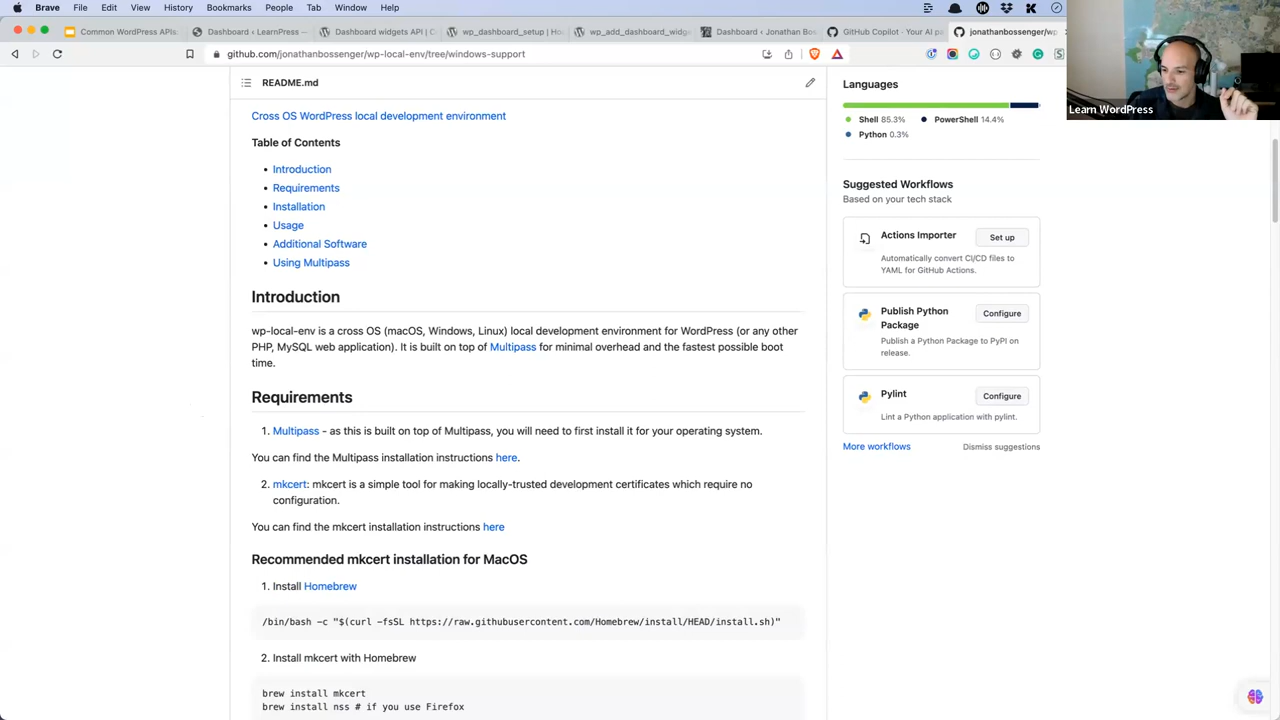 Brave File Edit View History Bookmarks People Tab Window Help
Common WordPress APIs: Dashboard ‹ LearnPress — Dashboard widgets API | C wp_dashboard_setup | Ho wp_add_dashboard_widg Dashboard ‹ Jonathan Bos GitHub Copilot · Your AI p jonathanbossenger/wp-
github.com/jonathanbossenger/wp-local-env/tree/windows-support
Learn WordPress
README.md
Cross OS WordPress local development environment
Table of Contents
Introduction
Requirements
Installation
Usage
Additional Software
Using Multipass
Introduction
wp-local-env is a cross OS (macOS, Windows, Linux) local development environment for WordPress (or any other
PHP, MySQL web application). It is built on top of Multipass for minimal overhead and the fastest possible boot
time.
Requirements
1. Multipass - as this is built on top of Multipass, you will need to first install it for your operating system.
You can find the Multipass installation instructions here.
2. mkcert: mkcert is a simple tool for making locally-trusted development certificates which require no
configuration.
You can find the mkcert installation instructions here
Recommended mkcert installation for MacOS
1. Install Homebrew
/bin/bash -c "$(curl -fsSL https://raw.githubusercontent.com/Homebrew/install/HEAD/install.sh)"
2. Install mkcert with Homebrew
brew install mkcert
brew install nss # if you use Firefox
Languages
Shell 85.3% PowerShell 14.4%
Python 0.3%
Suggested Workflows
Based on your tech stack
Actions Importer Set up
Automatically convert CI/CD files to
YAML for GitHub Actions.
Publish Python
Package
Configure
Publish a Python Package to PyPI on
release.
Pylint Configure
Lint a Python application with pylint.
More workflows Dismiss suggestions